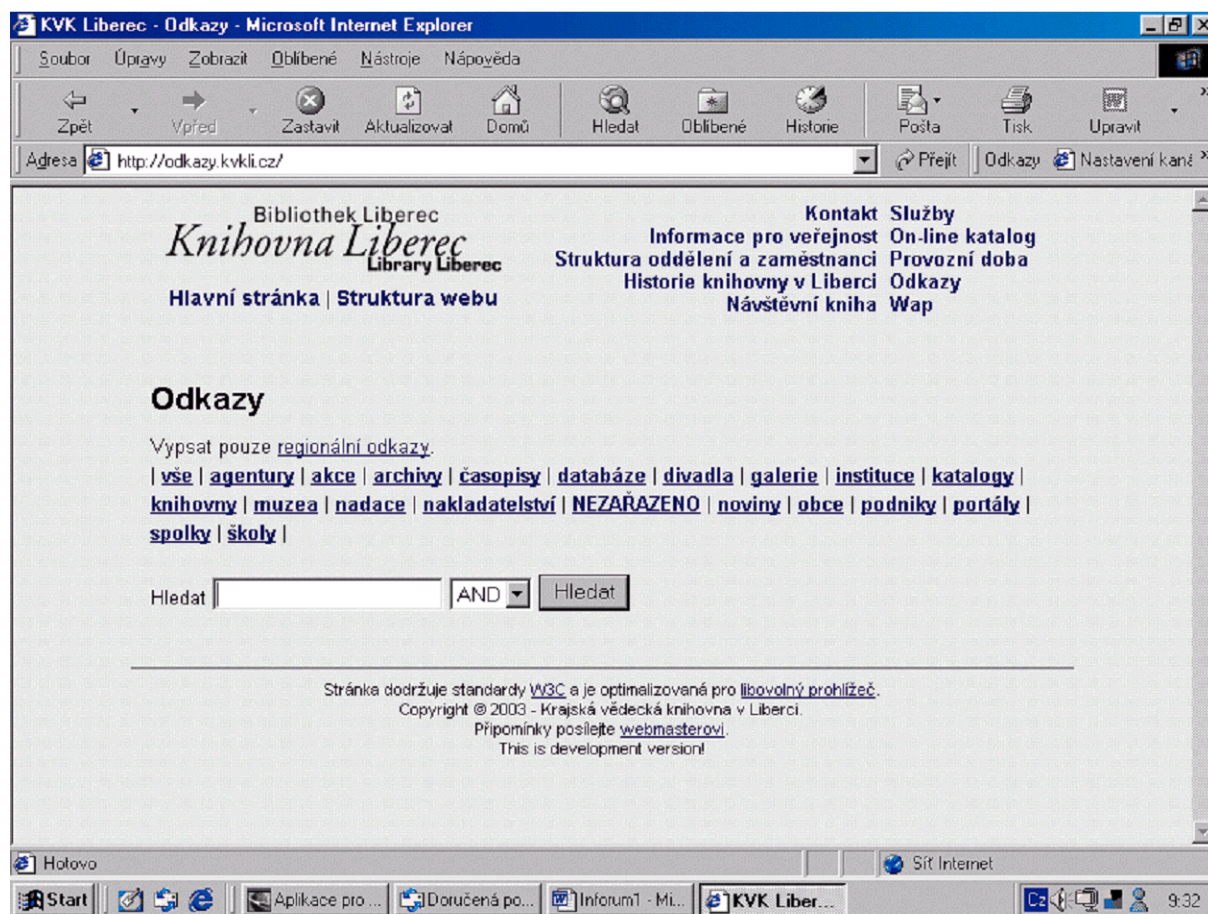 KVK Liberec - Odkazy - Microsoft Internet Explorer
Soubor Úpravy Zobrazit Oblíbené Nástroje Nápověda
Zpět Vpřed Zastavit Aktualizovat Domů Hledat Oblíbené Historie Pošta Tisk Upravit
Adresa http://odkazy.kvkli.cz/ Přejít Odkazy Nastavení kaná
Bibliothek Liberec
Knihovna Liberec
Library Liberec
Hlavní stránka | Struktura webu
Kontakt Služby
Informace pro veřejnost On-line katalog
Struktura oddělení a zaměstnanci Provozní doba
Historie knihovny v Liberci Odkazy
Návštěvní kniha Wap
Odkazy
Vypsat pouze regionální odkazy.
| vše | agentury | akce | archivy | časopisy | databáze | divadla | galerie | instituce | katalogy |
knihovny | muzea | nadace | nakladatelství | NEZAŘAZENO | noviny | obce | podniky | portály |
spolky | školy |
Hledat AND Hledat
Stránka dodržuje standardy W3C a je optimalizovaná pro libovolný prohlížeč.
Copyright © 2003 - Krajská vědecká knihovna v Liberci.
Připomínky posílejte webmasterovi.
This is development version!
Hotovo Síť Internet
Start Aplikace pro ... Doručená po... Inforum1 - Mi... KVK Liber... Cz 9:32